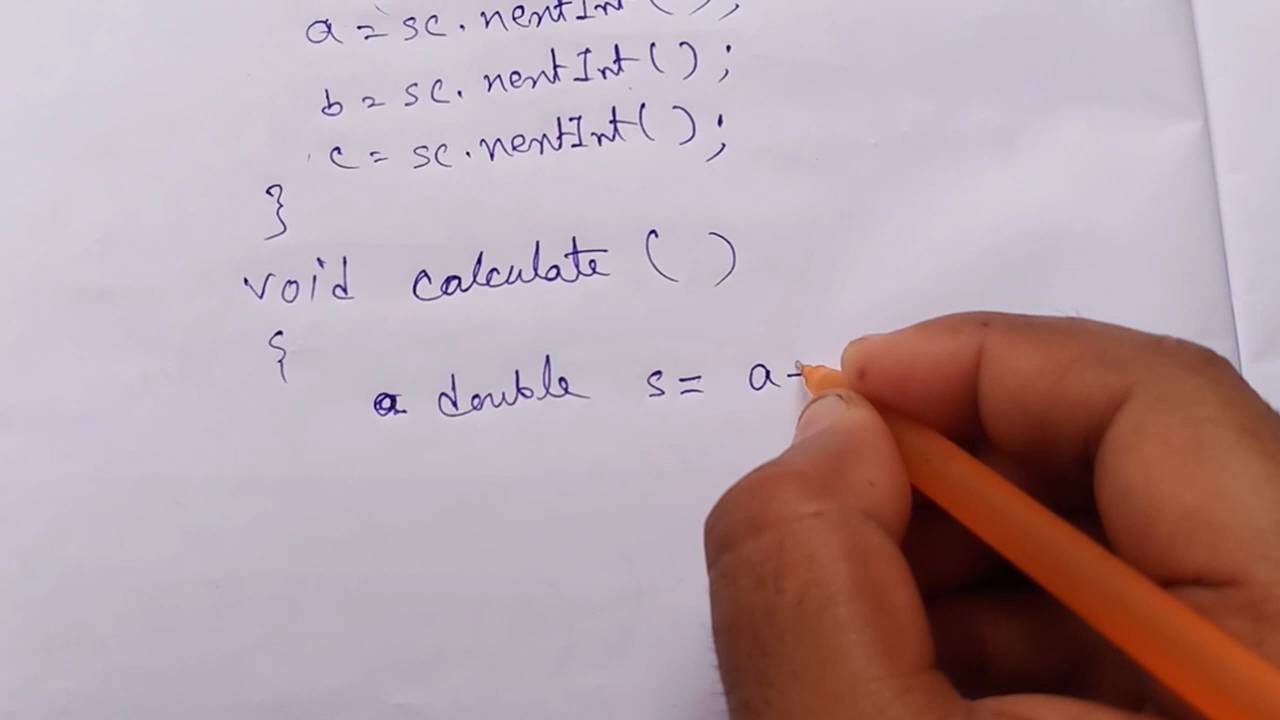 a = sc.nextInt();
b = sc.nextInt();
c = sc.nextInt();
}
void calculate ( )
{
double s = a+